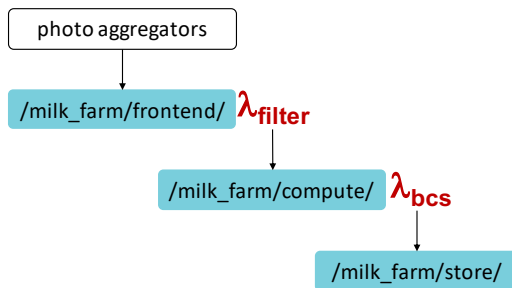 photo aggregators
/milk_farm/frontend/ λfilter
/milk_farm/compute/ λbcs
/milk_farm/store/